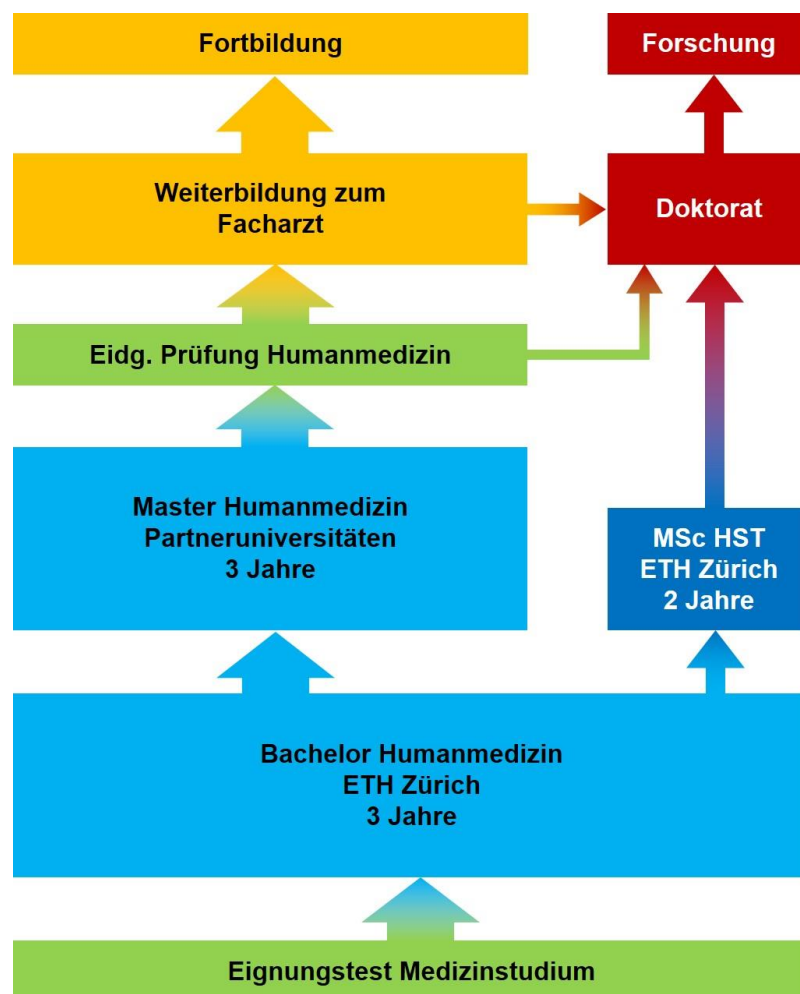 Fortbildung
Forschung
Weiterbildung zum
Facharzt
Doktorat
Eidg. Prüfung Humanmedizin
Master Humanmedizin
Partneruniversitäten
3 Jahre
MSc HST
ETH Zürich
2 Jahre
Bachelor Humanmedizin
ETH Zürich
3 Jahre
Eignungstest Medizinstudium